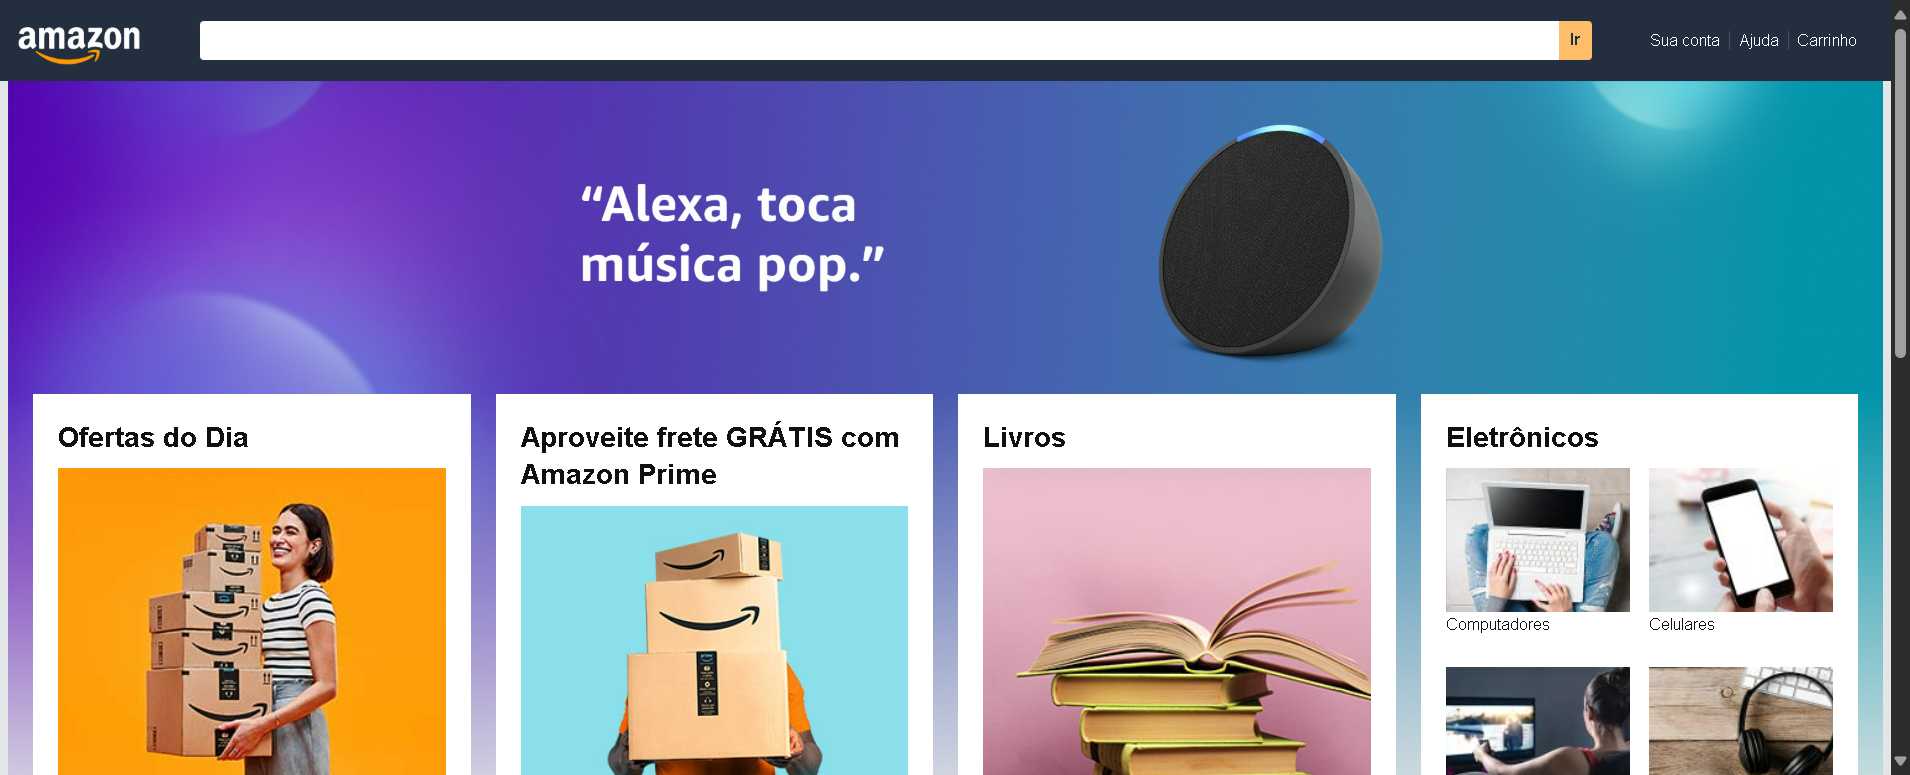 amazon
Ir
Sua conta
Ajuda
Carrinho
“Alexa, toca
música pop.”
Ofertas do Dia
Aproveite frete GRÁTIS com
Amazon Prime
Livros
Eletrônicos
Computadores
Celulares